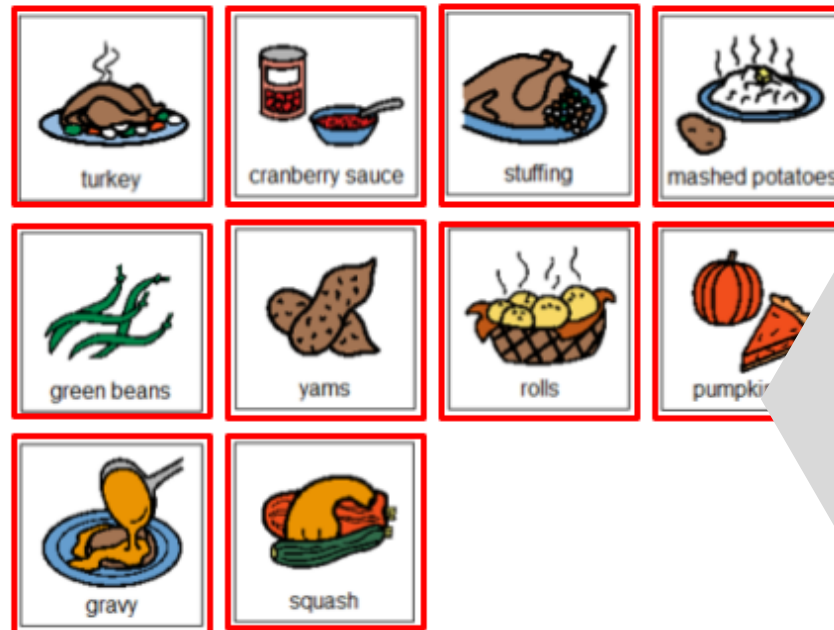 turkey
cranberry sauce
stuffing
mashed potatoes
green beans
yams
rolls
gravy
squash